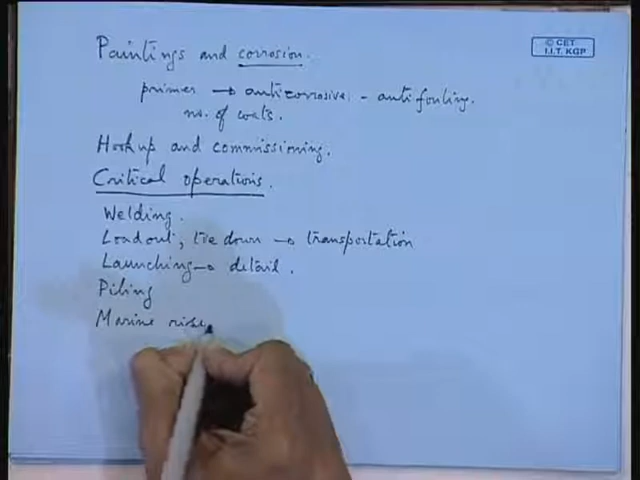 Paintings and corrosion.
© CET
I.I.T. KGP
primer → anticorrosive - antifouling.
no. of coats.
Hookup and commissioning.
Critical operations.
Welding.
Loadout, tie down → transportation
Launching → detail.
Piling
Marine rise